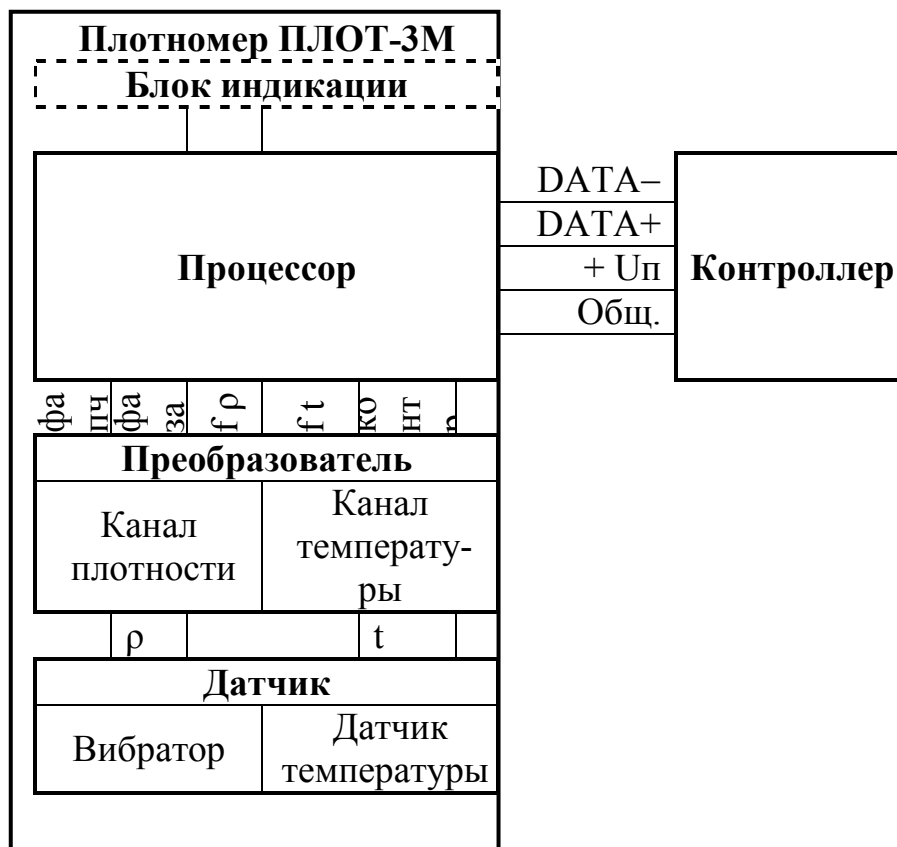 Плотномер ПЛОТ-3М
Блок индикации
DATA–
DATA+
Процессор
+ Uп
Контроллер
Общ.
фа
пч
фа
за
f ρ
f t
ко
нт
Преобразователь
Канал
плотности
Канал
температу-
ры
ρ
t
Датчик
Вибратор
Датчик
температуры